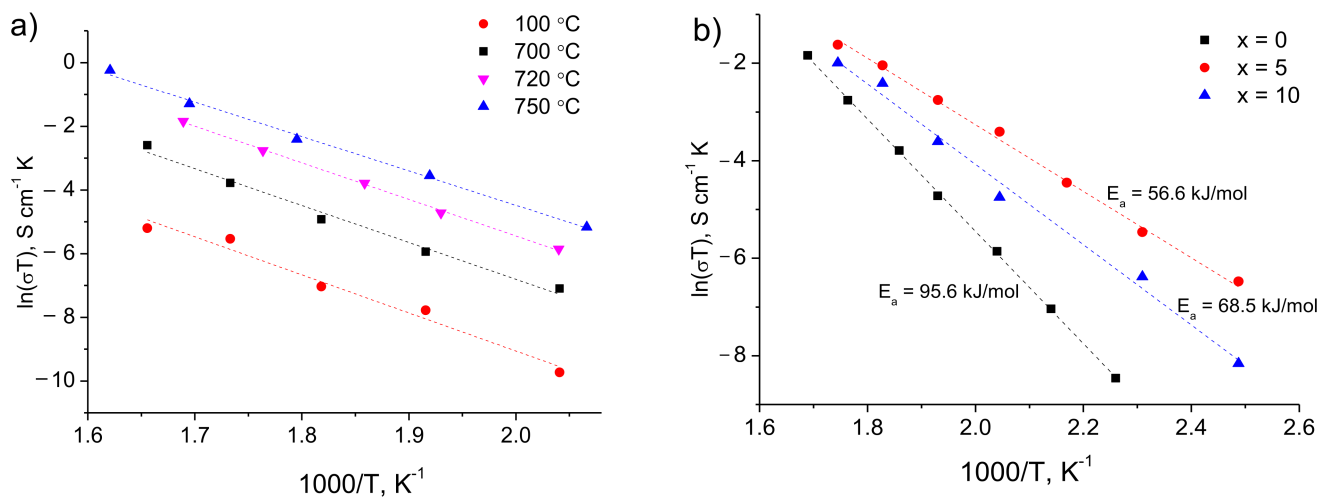 a)
100 °C
700 °C
720 °C
750 °C
0
−2
−4
−6
−8
−10
ln(σT), S cm⁻¹ K
1.6 1.7 1.8 1.9 2.0
1000/T, K⁻¹
b)
x = 0
x = 5
x = 10
−2
−4
−6
−8
ln(σT), S cm⁻¹ K
Eₐ = 56.6 kJ/mol
Eₐ = 95.6 kJ/mol
Eₐ = 68.5 kJ/mol
1.6 1.8 2.0 2.2 2.4 2.6
1000/T, K⁻¹